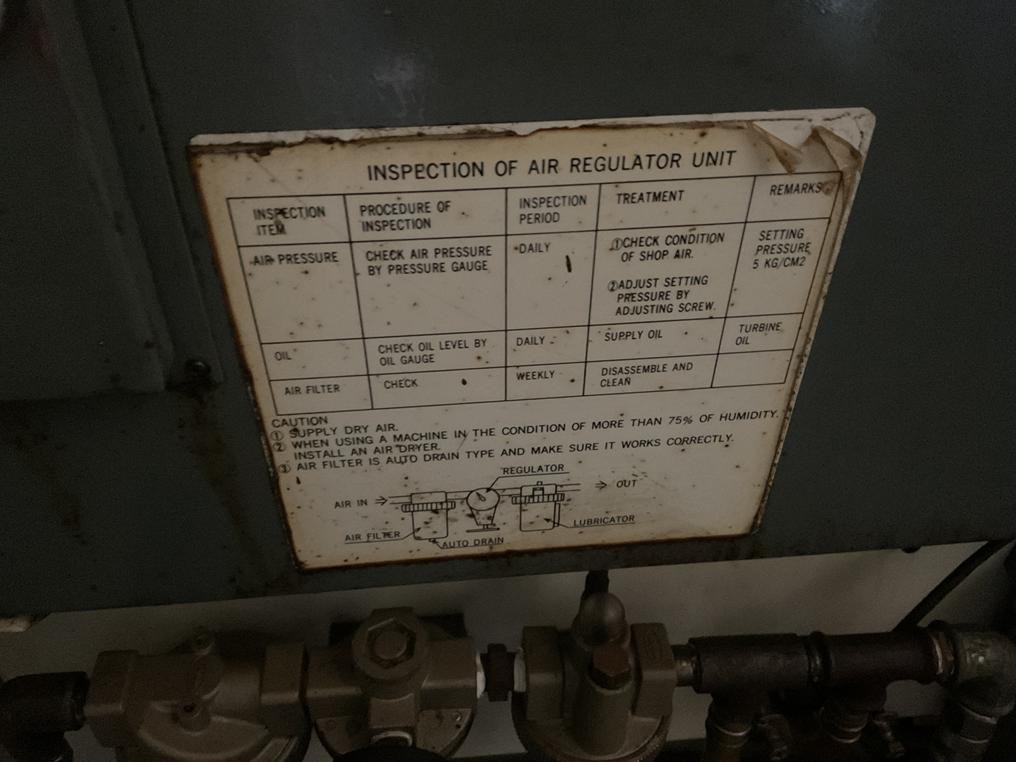 INSPECTION OF AIR REGULATOR UNIT
INSPECTION
ITEM
PROCEDURE OF
INSPECTION
INSPECTION
PERIOD
TREATMENT
REMARKS
AIR PRESSURE
CHECK AIR PRESSURE
BY PRESSURE GAUGE
DAILY
①CHECK CONDITION
OF SHOP AIR.
②ADJUST SETTING
PRESSURE BY
ADJUSTING SCREW.
SETTING
PRESSURE
5 KG/CM2
OIL
CHECK OIL LEVEL BY
OIL GAUGE
DAILY
SUPPLY OIL
TURBINE
OIL
AIR FILTER
CHECK
WEEKLY
DISASSEMBLE AND
CLEAN
CAUTION
① SUPPLY DRY AIR.
② WHEN USING A MACHINE IN THE CONDITION OF MORE THAN 75% OF HUMIDITY.
INSTALL AN AIR DRYER.
③ AIR FILTER IS AUTO DRAIN TYPE AND MAKE SURE IT WORKS CORRECTLY.
REGULATOR
AIR IN
OUT
LUBRICATOR
AIR FILTER
AUTO DRAIN